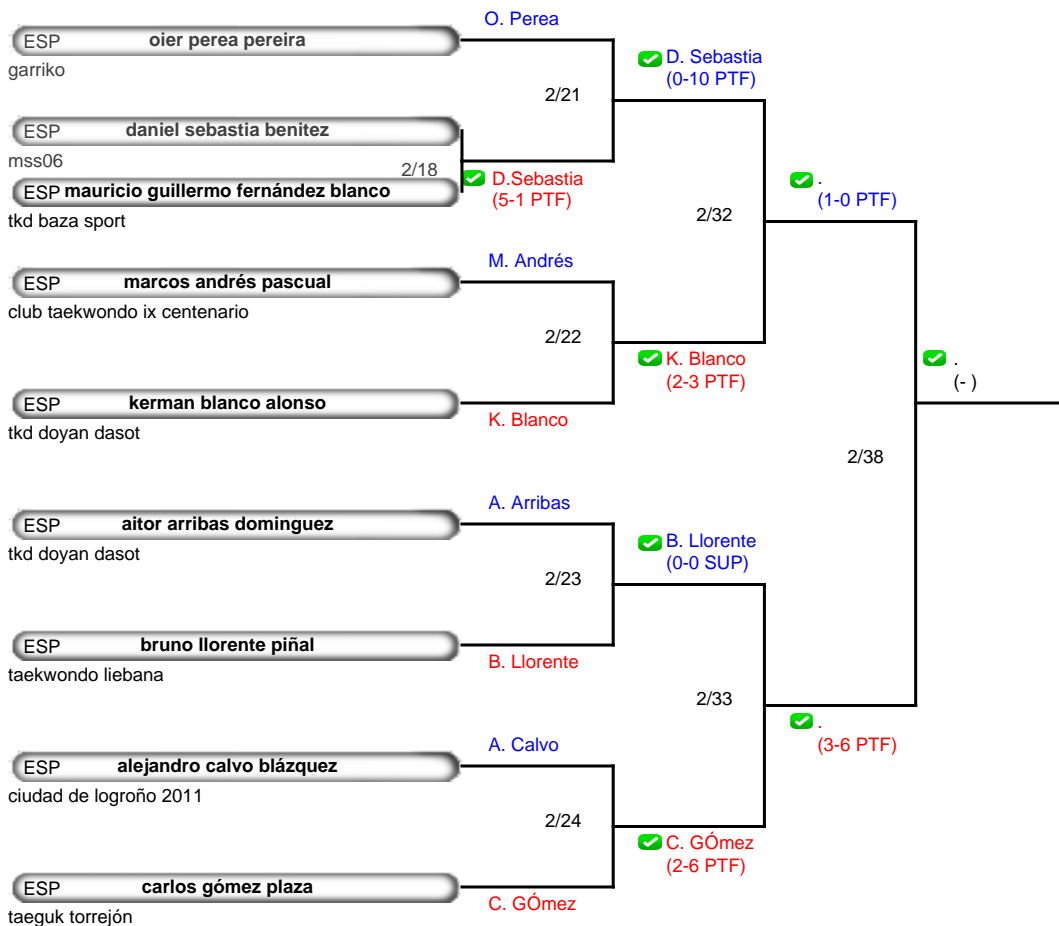 O. Perea
ESP oier perea pereira
garriko
D. Sebastia
(0-10 PTF)
2/21
ESP daniel sebastia benitez
mss06
2/18
D.Sebastia
(5-1 PTF)
ESP mauricio guillermo fernández blanco
tkd baza sport
.
(1-0 PTF)
2/32
M. Andrés
ESP marcos andrés pascual
club taekwondo ix centenario
2/22
K. Blanco
(2-3 PTF)
.
(- )
ESP kerman blanco alonso
K. Blanco
tkd doyan dasot
2/38
A. Arribas
ESP aitor arribas dominguez
tkd doyan dasot
B. Llorente
(0-0 SUP)
2/23
ESP bruno llorente piñal
B. Llorente
taekwondo liebana
2/33
.
(3-6 PTF)
A. Calvo
ESP alejandro calvo blázquez
ciudad de logroño 2011
2/24
C. GÓmez
(2-6 PTF)
ESP carlos gómez plaza
C. GÓmez
taeguk torrejón